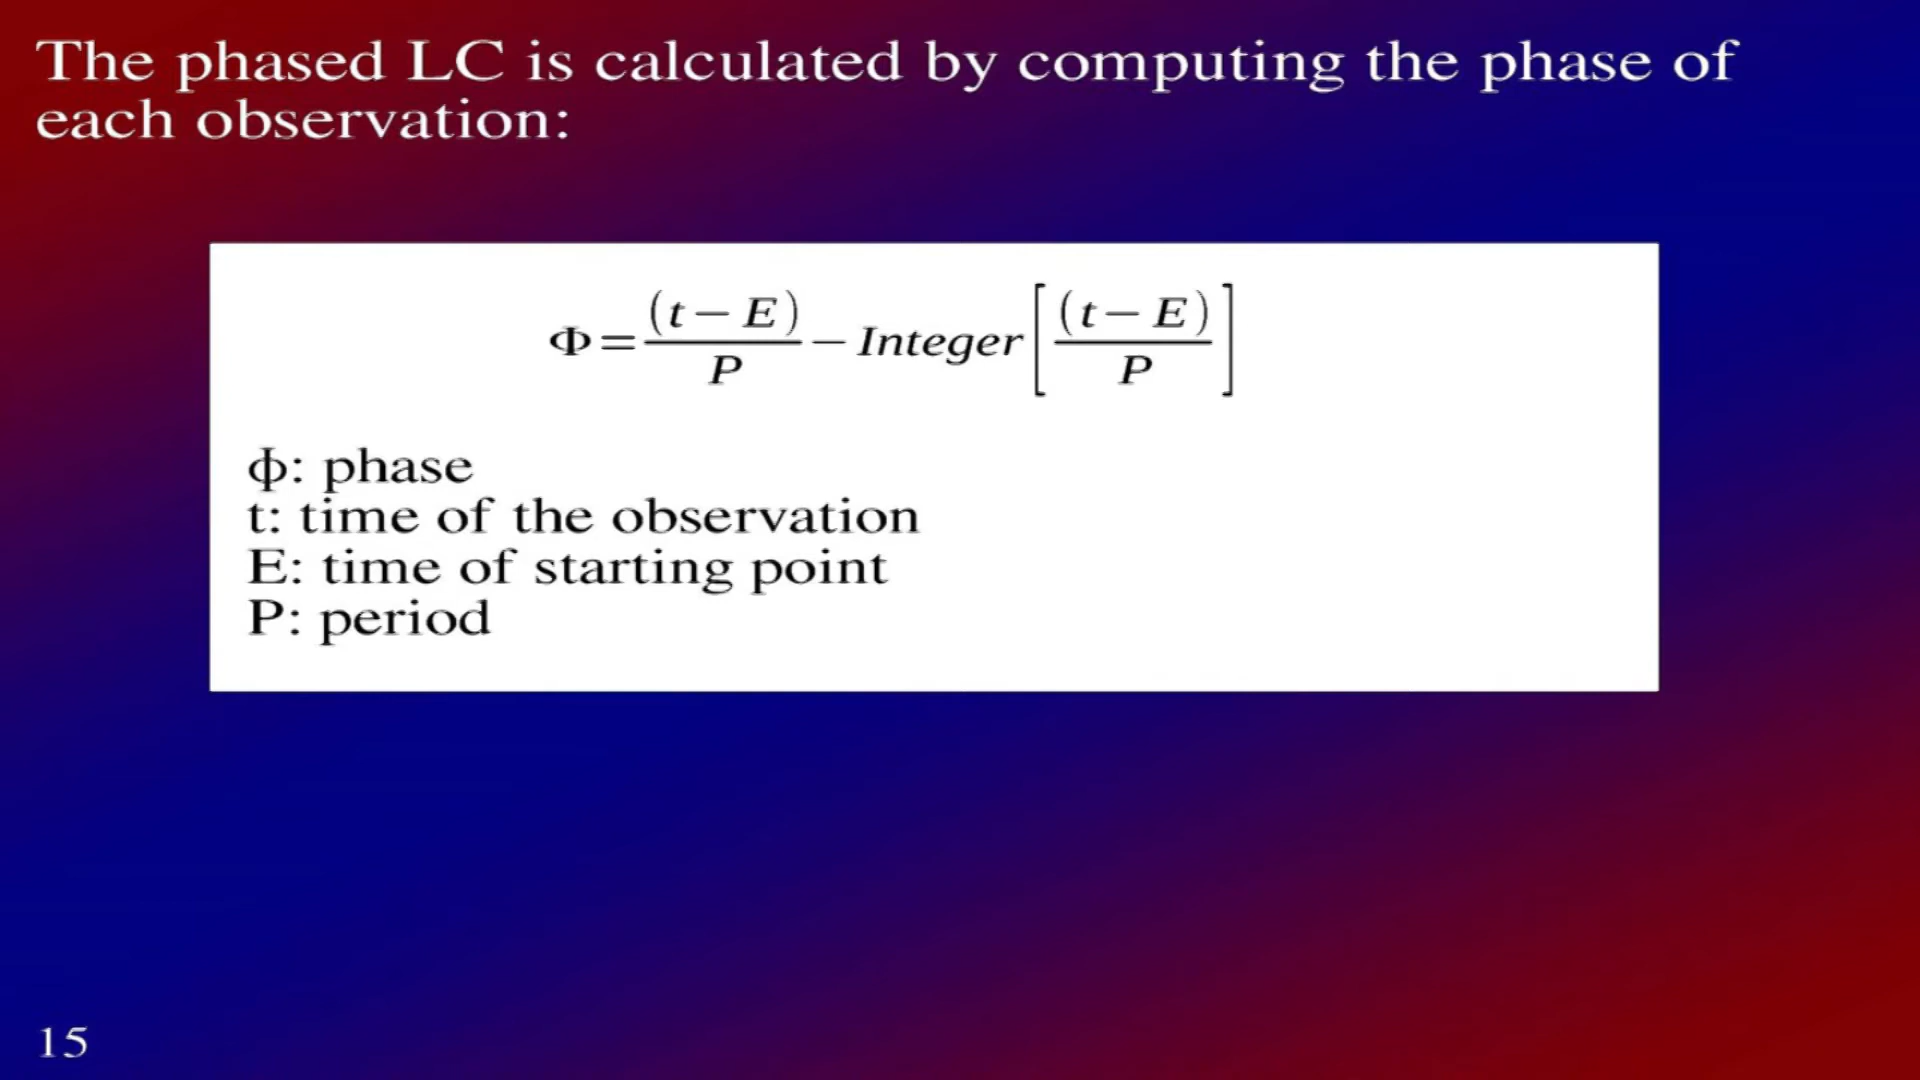 The phased LC is calculated by computing the phase of
each observation:
Φ = (t − E) / P − Integer [ (t − E) / P ]
ϕ: phase
t: time of the observation
E: time of starting point
P: period
15